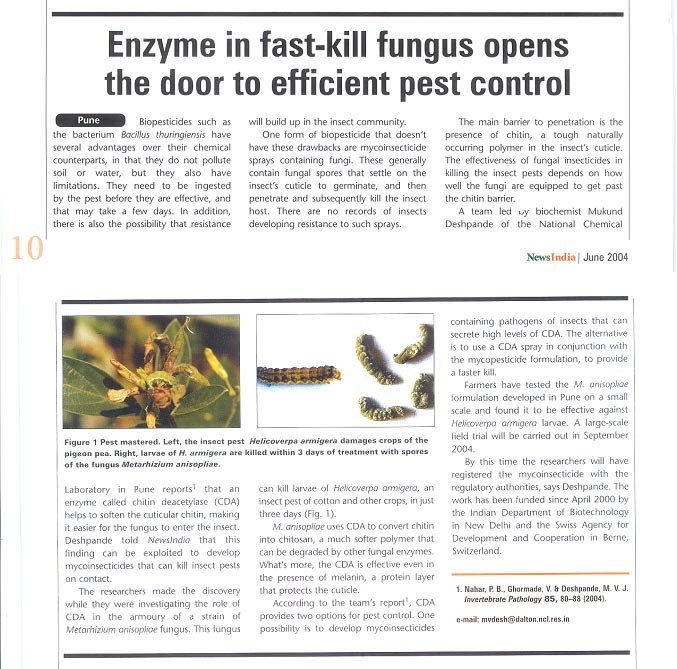 Enzyme in fast-kill fungus opens
the door to efficient pest control
Pune Biopesticides such as
the bacterium Bacillus thuringiensis have
several advantages over their chemical
counterparts, in that they do not pollute
soil or water, but they also have
limitations. They need to be ingested
by the pest before they are effective, and
that may take a few days. In addition,
there is also the possibility that resistance
will build up in the insect community.
One form of biopesticide that doesn't
have these drawbacks are mycoinsecticide
sprays containing fungi. These generally
contain fungal spores that settle on the
insect's cuticle to germinate, and then
penetrate and subsequently kill the insect
host. There are no records of insects
developing resistance to such sprays.
The main barrier to penetration is the
presence of chitin, a tough naturally
occurring polymer in the insect's cuticle.
The effectiveness of fungal insecticides in
killing the insect pests depends on how
well the fungi are equipped to get past
the chitin barrier.
A team led by biochemist Mukund
Deshpande of the National Chemical
10
NewsIndia | June 2004
Figure 1 Pest mastered. Left, the insect pest Helicoverpa armigera damages crops of the
pigeon pea. Right, larvae of H. armigera are killed within 3 days of treatment with spores
of the fungus Metarhizium anisopliae.
Laboratory in Pune reports¹ that an
enzyme called chitin deacetylase (CDA)
helps to soften the cuticular chitin, making
it easier for the fungus to enter the insect.
Deshpande told NewsIndia that this
finding can be exploited to develop
mycoinsecticides that can kill insect pests
on contact.
The researchers made the discovery
while they were investigating the role of
CDA in the armoury of a strain of
Metarhizium anisopliae fungus. This fungus
can kill larvae of Helicoverpa armigera, an
insect pest of cotton and other crops, in just
three days (Fig. 1).
M. anisopliae uses CDA to convert chitin
into chitosan, a much softer polymer that
can be degraded by other fungal enzymes.
What's more, the CDA is effective even in
the presence of melanin, a protein layer
that protects the cuticle.
According to the team's report¹, CDA
provides two options for pest control. One
possibility is to develop mycoinsecticides
containing pathogens of insects that can
secrete high levels of CDA. The alternative
is to use a CDA spray in conjunction with
the mycopesticide formulation, to provide
a faster kill.
Farmers have tested the M. anisopliae
formulation developed in Pune on a small
scale and found it to be effective against
Helicoverpa armigera larvae. A large-scale
field trial will be carried out in September
2004.
By this time the researchers will have
registered the mycoinsecticide with the
regulatory authorities, says Deshpande. The
work has been funded since April 2000 by
the Indian Department of Biotechnology
in New Delhi and the Swiss Agency for
Development and Cooperation in Berne,
Switzerland.
1. Nahar, P. B., Ghormade, V. & Deshpande, M. V. J.
Invertebrate Pathology 85, 80–88 (2004).
e-mail: mvdesh@dalton.ncl.res.in